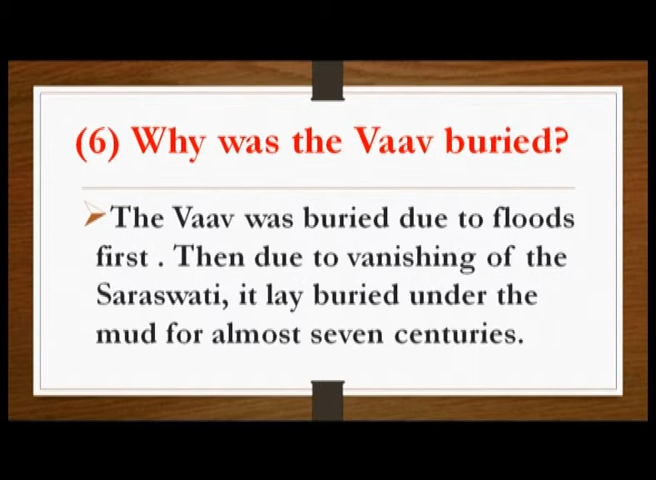 (6) Why was the Vaav buried?
The Vaav was buried due to floods
first . Then due to vanishing of the
Saraswati, it lay buried under the
mud for almost seven centuries.